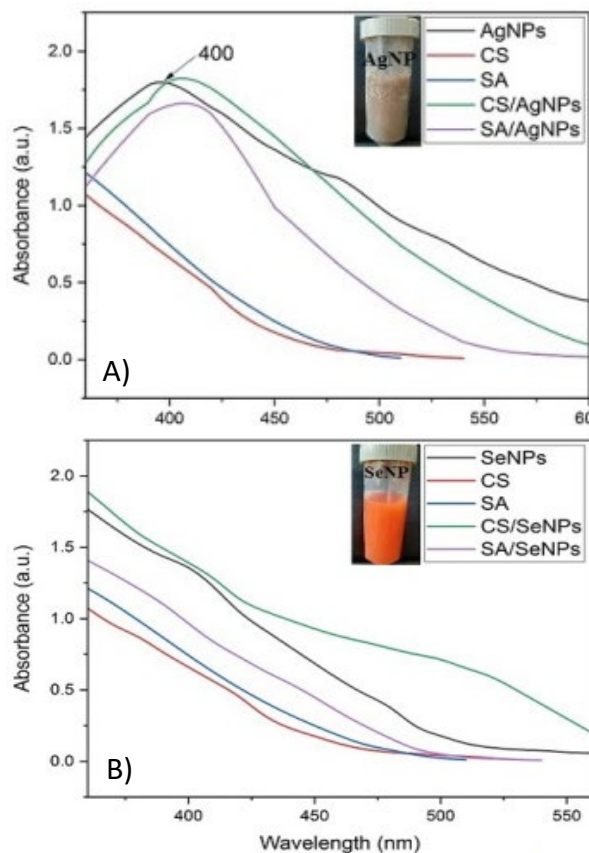 2.0
1.5
1.0
0.5
0.0
Absorbance (a.u.)
400
AgNP
AgNPs
CS
SA
CS/AgNPs
SA/AgNPs
A)
400
450
500
550
60
2.0
1.5
1.0
0.5
0.0
Absorbance (a.u.)
SeNP
SeNPs
CS
SA
CS/SeNPs
SA/SeNPs
B)
400
450
500
550
Wavelength (nm)